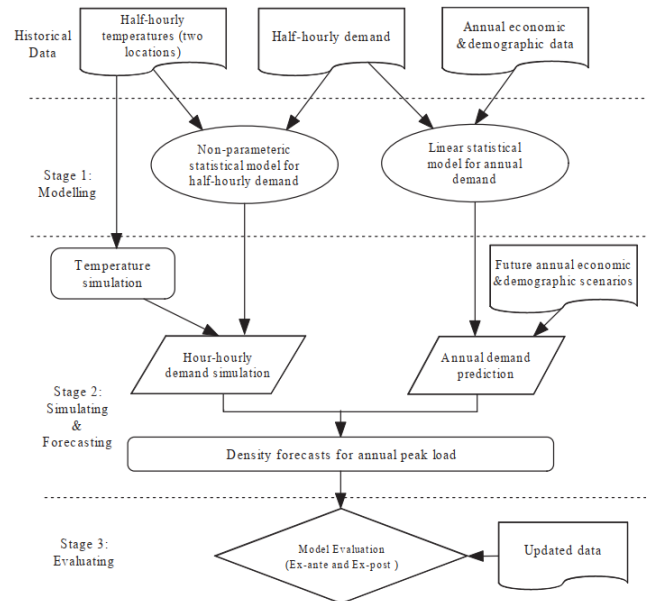 Historical
Data
Half-hourly
temperatures (two
locations)
Half-hourly demand
Annual economic
&demographic data
Stage 1:
Modelling
Non-parameteric
statistical model for
half-hourly demand
Linear statistical
model for annual
demand
Temperature
simulation
Future annual economic
&demographic scenarios
Stage 2:
Simulating
&
Forecasting
Hour-hourly
demand simulation
Annual demand
prediction
Density forecasts for annual peak load
Stage 3:
Evaluating
Model Evaluation
(Ex-ante and Ex-post )
Updated data